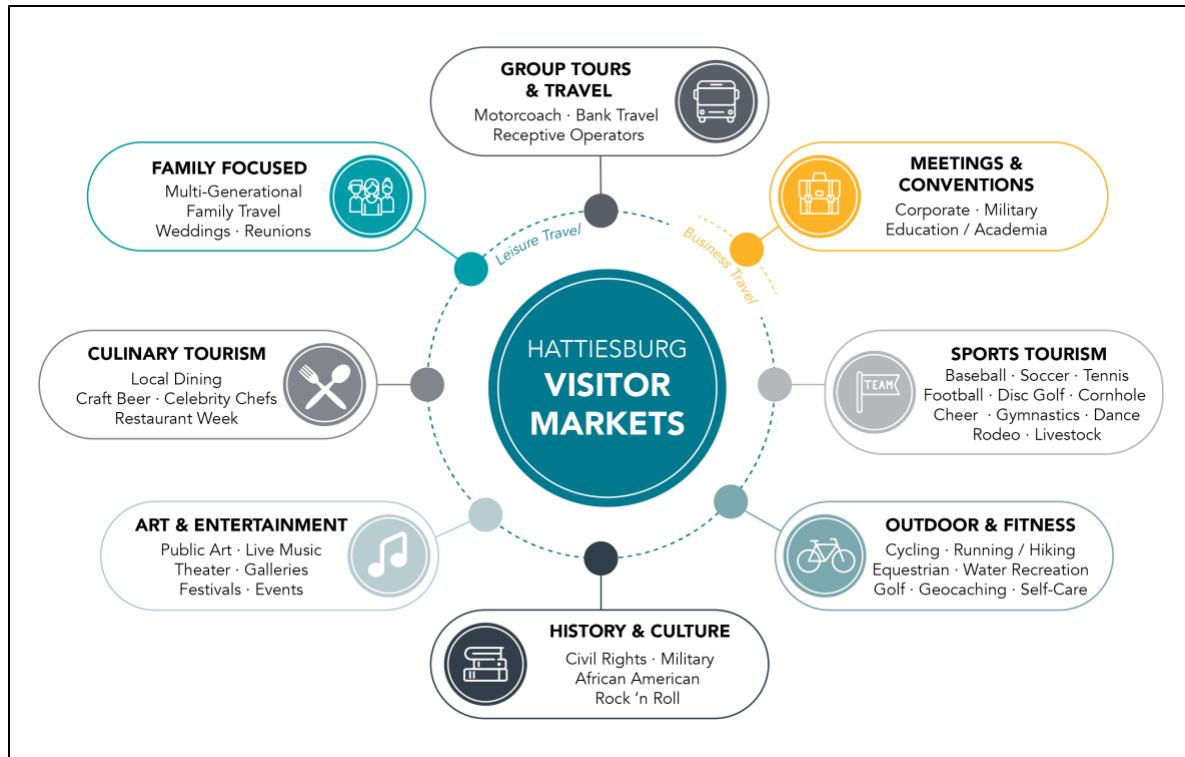 GROUP TOURS
& TRAVEL
Motorcoach · Bank Travel
Receptive Operators
FAMILY FOCUSED
Multi-Generational
Family Travel
Weddings · Reunions
MEETINGS &
CONVENTIONS
Corporate · Military
Education / Academia
Leisure Travel
Business Travel
HATTIESBURG
VISITOR
MARKETS
CULINARY TOURISM
Local Dining
Craft Beer · Celebrity Chefs
Restaurant Week
SPORTS TOURISM
Baseball · Soccer · Tennis
Football · Disc Golf · Cornhole
Cheer · Gymnastics · Dance
Rodeo · Livestock
TEAM
ART & ENTERTAINMENT
Public Art · Live Music
Theater · Galleries
Festivals · Events
OUTDOOR & FITNESS
Cycling · Running / Hiking
Equestrian · Water Recreation
Golf · Geocaching · Self-Care
HISTORY & CULTURE
Civil Rights · Military
African American
Rock ‘n Roll